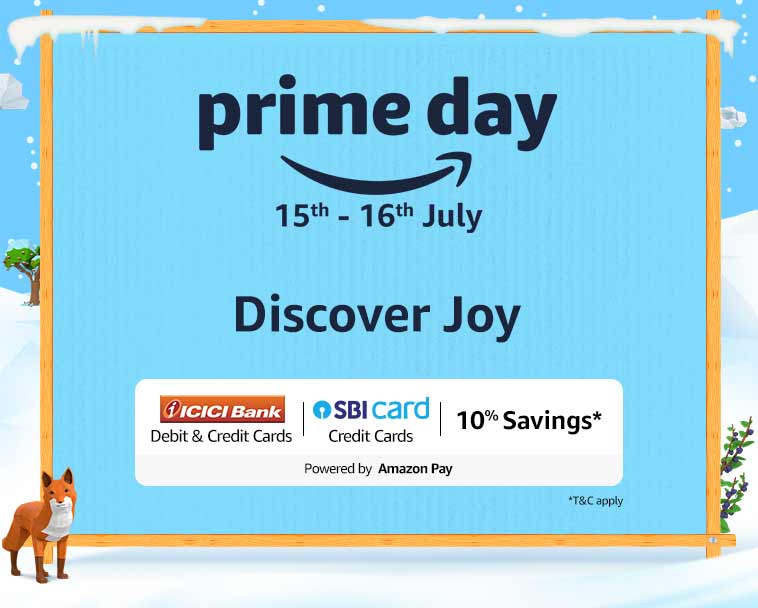 prime day
15th - 16th July
Discover Joy
ICICI Bank
Debit & Credit Cards
SBI card
Credit Cards
10% Savings*
Powered by Amazon Pay
*T&C apply